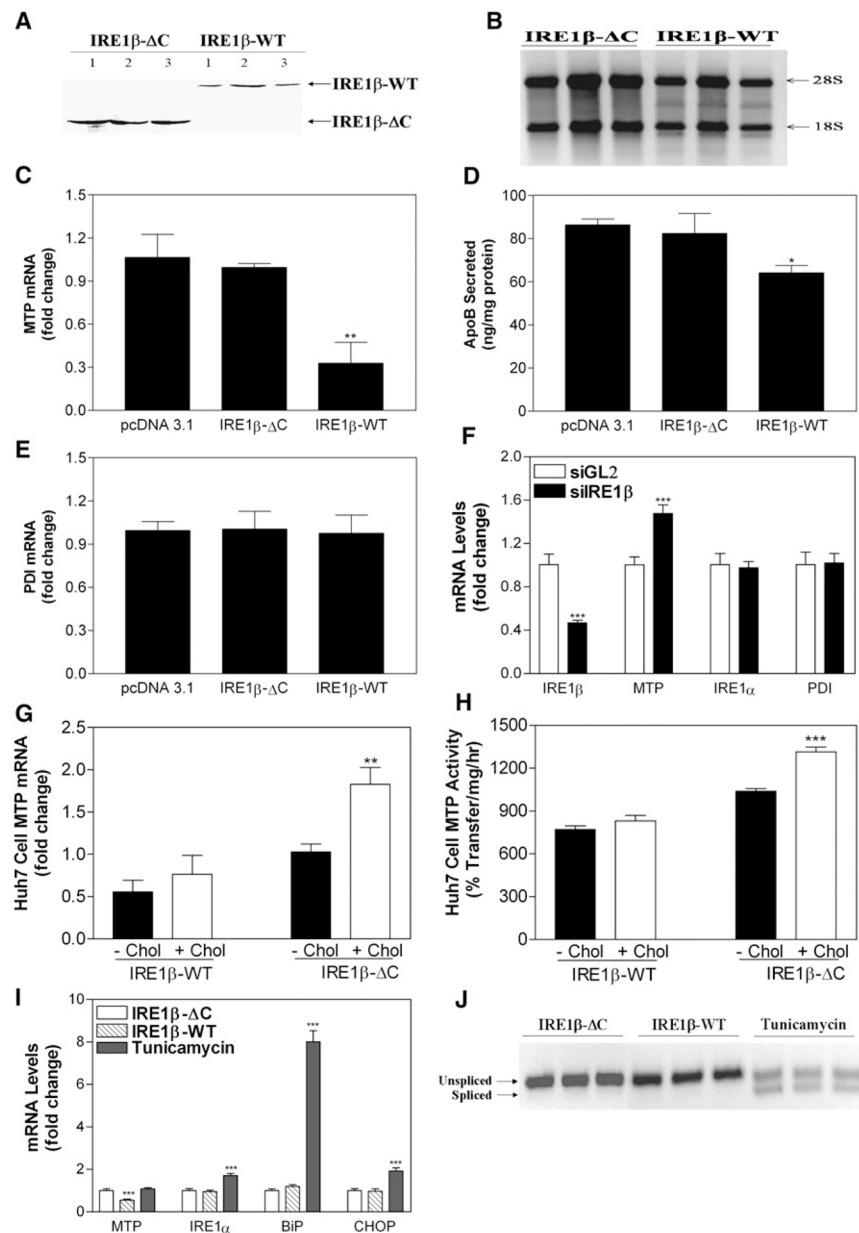 A
IRE1β-ΔC IRE1β-WT
1 2 3 1 2 3
IRE1β-WT
IRE1β-ΔC
B
IRE1β-ΔC IRE1β-WT
28S
18S
C
MTP mRNA
(fold change)
1.5
1.2
0.9
0.6
0.3
0.0
**
pcDNA 3.1 IRE1β-ΔC IRE1β-WT
D
ApoB Secreted
(ng/mg protein)
100
80
60
40
20
0
*
pcDNA 3.1 IRE1β-ΔC IRE1β-WT
E
PDI mRNA
(fold change)
1.5
1.2
0.9
0.6
0.3
0.0
pcDNA 3.1 IRE1β-ΔC IRE1β-WT
F
mRNA Levels
(fold change)
2.0
1.6
1.2
0.8
0.4
0.0
siGL2
siIRE1β
***
***
IRE1β MTP IRE1α PDI
G
Huh7 Cell MTP mRNA
(fold change)
2.5
2.0
1.5
1.0
0.5
0.0
**
- Chol + Chol - Chol + Chol
IRE1β-WT IRE1β-ΔC
H
Huh7 Cell MTP Activity
(% Transfer/mg/hr)
1500
1200
900
600
300
0
***
- Chol + Chol - Chol + Chol
IRE1β-WT IRE1β-ΔC
I
mRNA Levels
(fold change)
10
8
6
4
2
0
IRE1β-ΔC
IRE1β-WT
Tunicamycin
***
***
***
***
MTP IRE1α BiP CHOP
J
IRE1β-ΔC IRE1β-WT Tunicamycin
Unspliced
Spliced